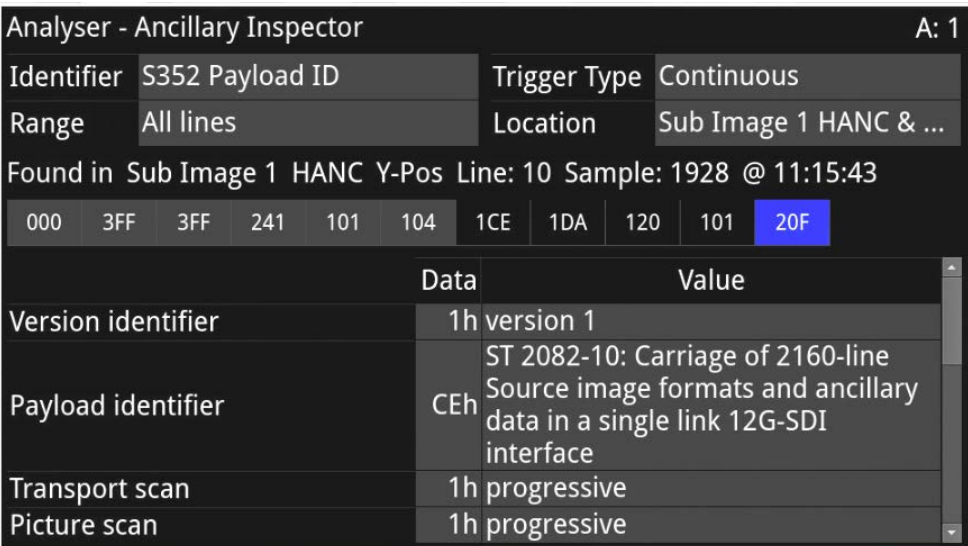 Analyser - Ancillary Inspector A: 1
Identifier S352 Payload ID Trigger Type Continuous
Range All lines Location Sub Image 1 HANC & ...
Found in Sub Image 1 HANC Y-Pos Line: 10 Sample: 1928 @ 11:15:43
000 3FF 3FF 241 101 104 1CE 1DA 120 101 20F
Data Value
Version identifier 1h version 1
Payload identifier CEh ST 2082-10: Carriage of 2160-line
Source image formats and ancillary
data in a single link 12G-SDI
interface
Transport scan 1h progressive
Picture scan 1h progressive